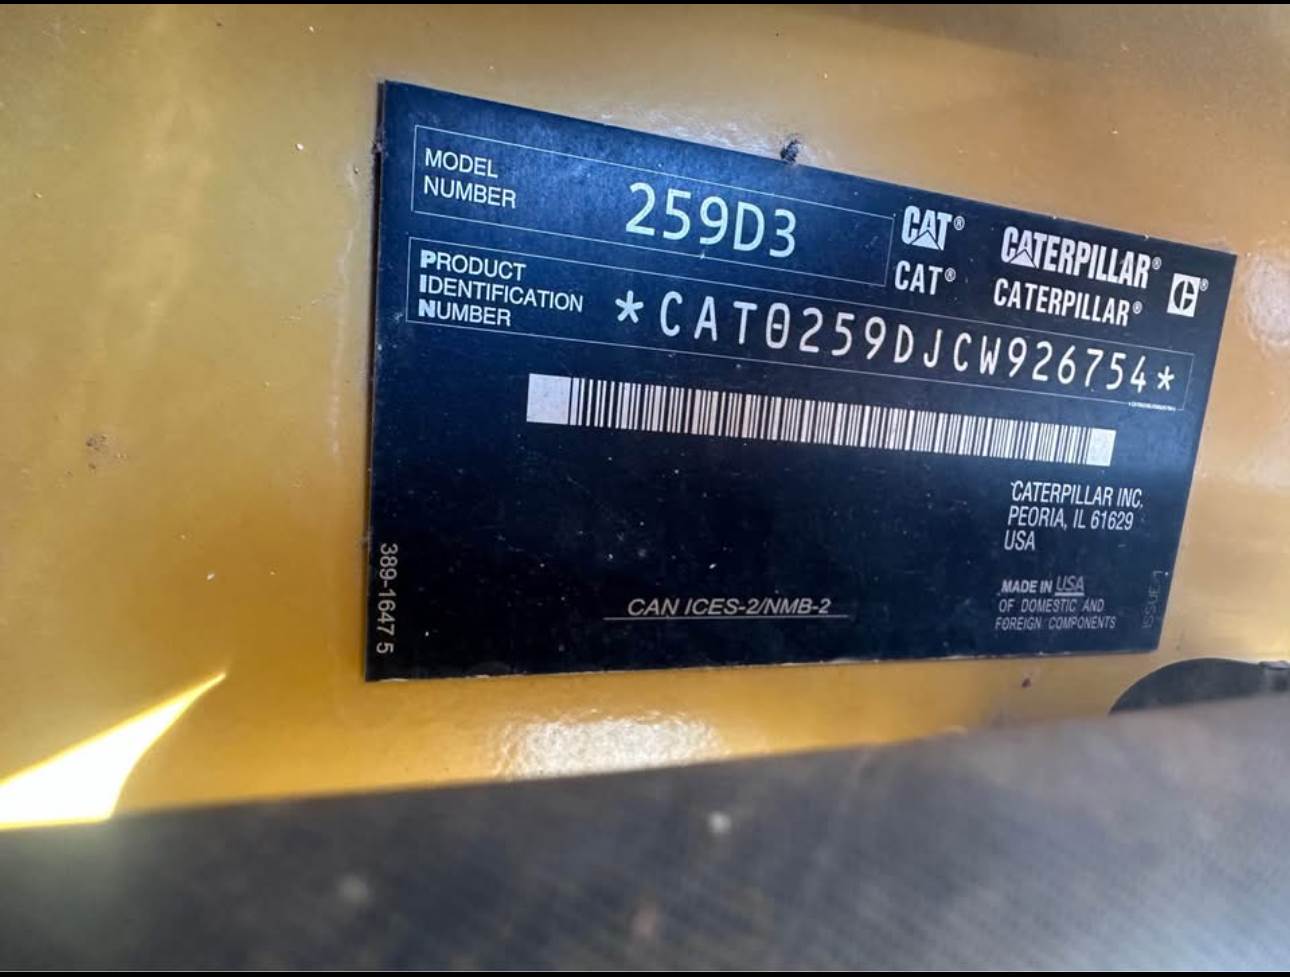 MODEL
NUMBER
259D3
PRODUCT
IDENTIFICATION
NUMBER
*CAT0259DJCW926754*
CAT®
CAT®
CATERPILLAR®
CATERPILLAR®
C®
CATERPILLAR INC.
PEORIA, IL 61629
USA
MADE IN USA
OF DOMESTIC AND
FOREIGN COMPONENTS
CAN ICES-2/NMB-2
389-1647 5